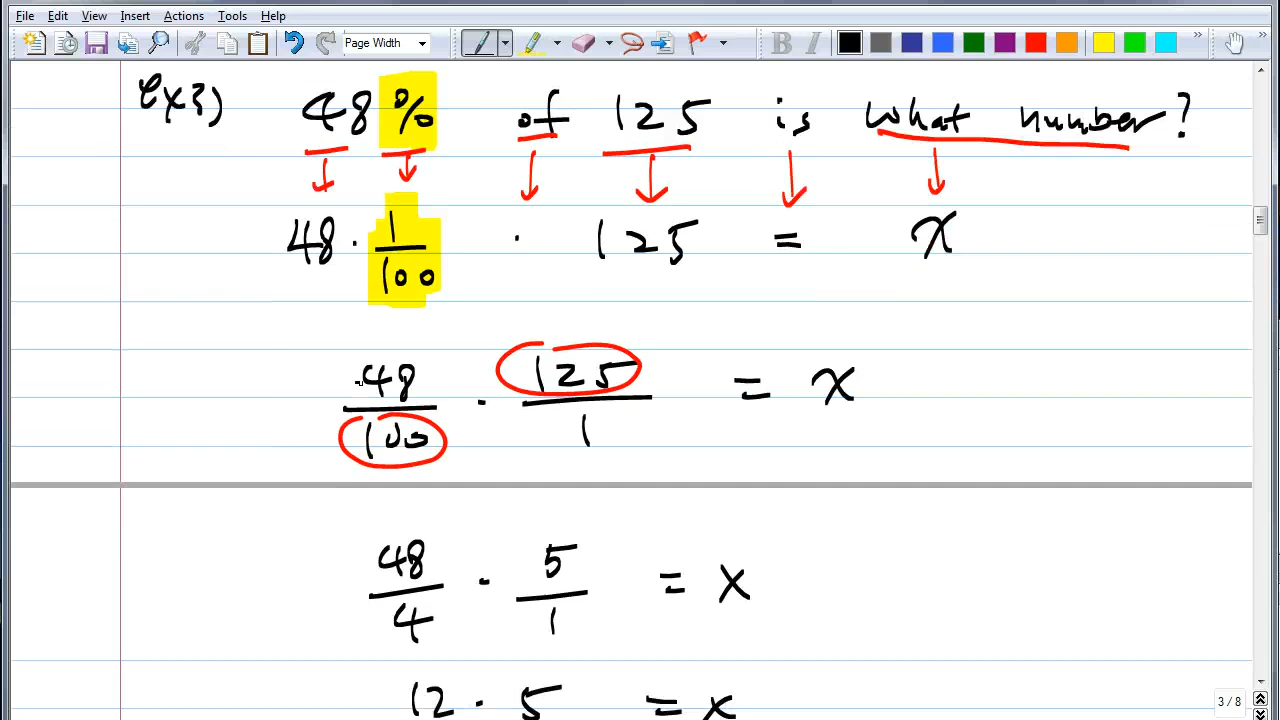 File Edit View Insert Actions Tools Help
Page Width
B I
ex3) 48% of 125 is what number?
48 · 1/100 · 125 = x
48/100 · 125/1 = x
48/4 · 5/1 = x
12 · 5 = x
3 / 8